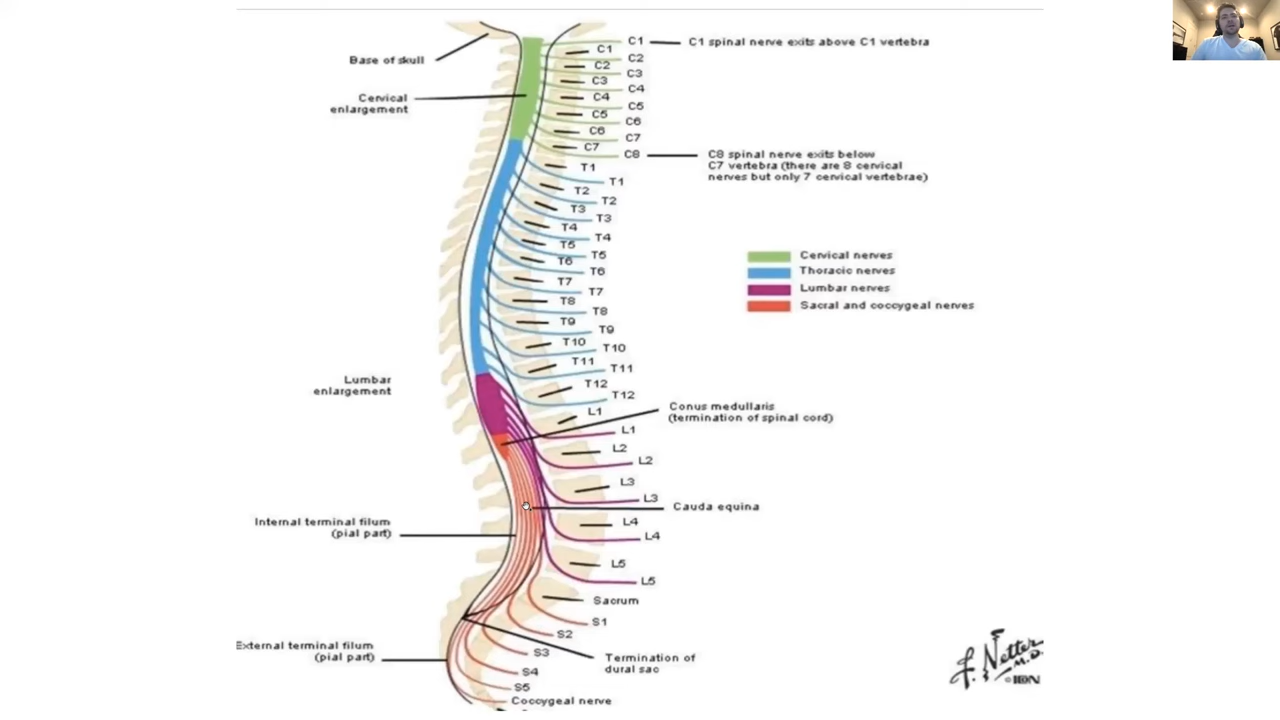 Base of skull
Cervical
enlargement
Lumbar
enlargement
Internal terminal filum
(pial part)
External terminal filum
(pial part)
C1
C1
C2
C2
C3
C3
C4
C4
C5
C5
C6
C6
C7
C7
C8
T1
T1
T2
T2
T3
T3
T4
T4
T5
T5
T6
T6
T7
T7
T8
T8
T9
T9
T10
T10
T11
T11
T12
T12
L1
L1
L2
L2
L3
L3
L4
L4
L5
L5
Sacrum
S1
S2
S3
S4
S5
Coccygeal nerve
C1 spinal nerve exits above C1 vertebra
C8 spinal nerve exits below
C7 vertebra (there are 8 cervical
nerves but only 7 cervical vertebrae)
Cervical nerves
Thoracic nerves
Lumbar nerves
Sacral and coccygeal nerves
Conus medullaris
(termination of spinal cord)
Cauda equina
Termination of
dural sac
F. Netter
M.D.